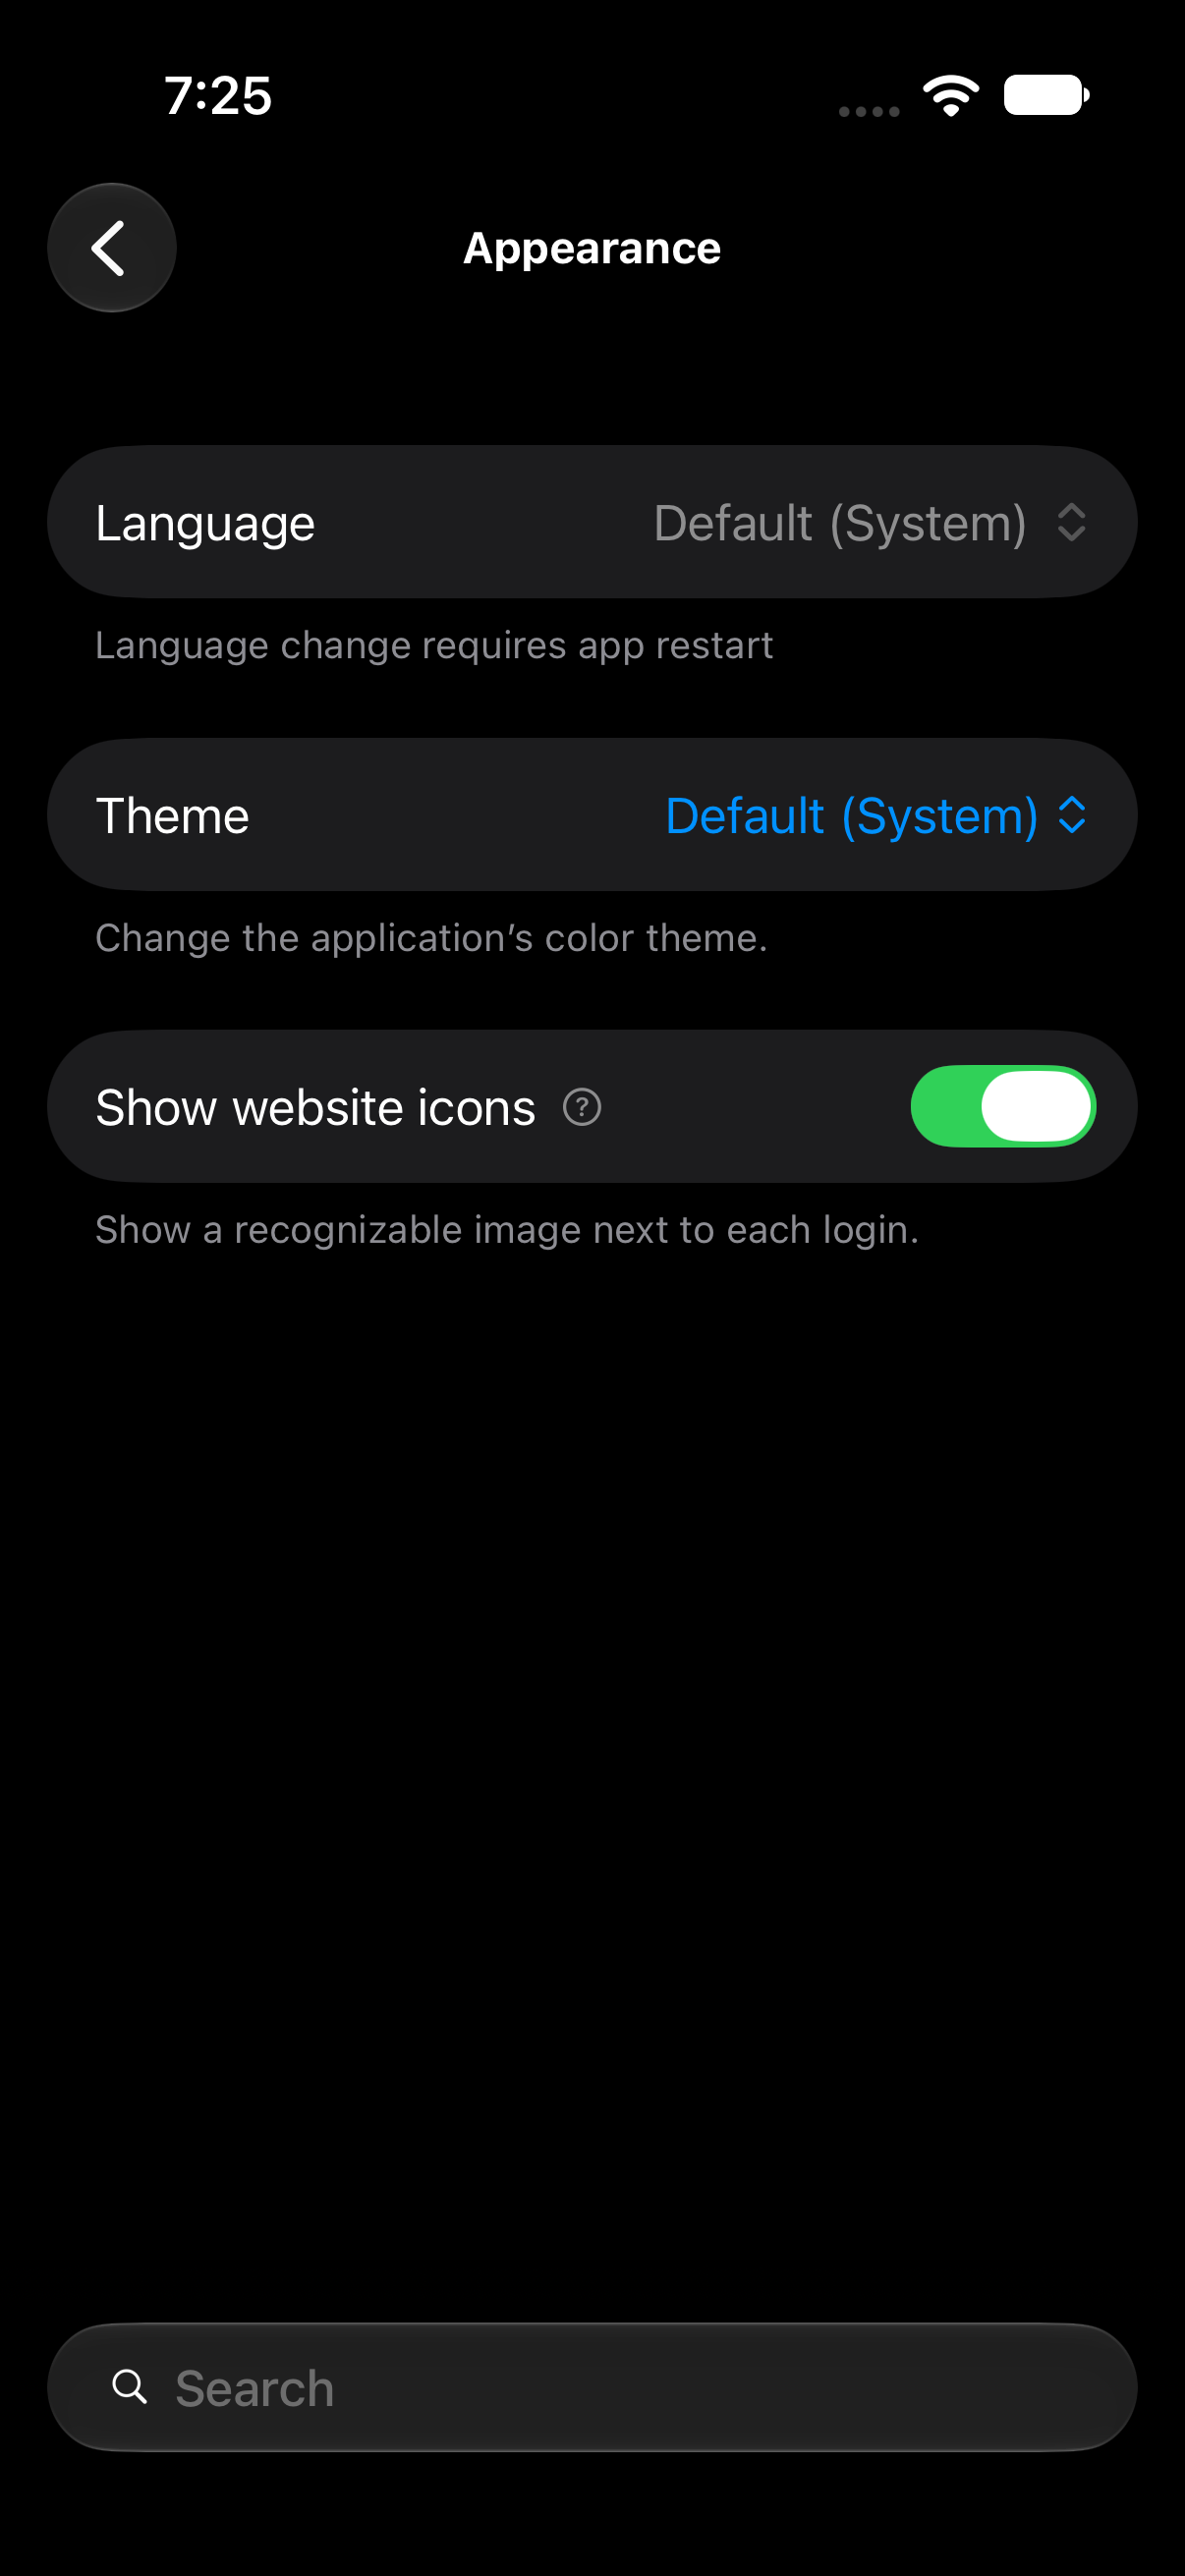 7:25
Appearance
Language Default (System)
Language change requires app restart
Theme Default (System)
Change the application’s color theme.
Show website icons ?
Show a recognizable image next to each login.
Search